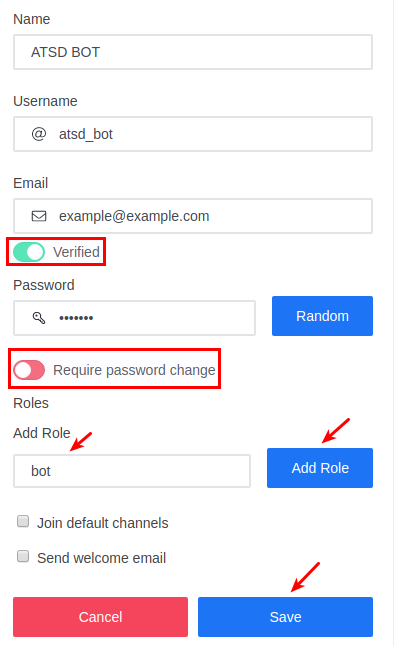 Name
ATSD BOT
Username
@ atsd_bot
Email
example@example.com
Verified
Password
•••••••
Random
Require password change
Roles
Add Role
bot
Add Role
Join default channels
Send welcome email
Cancel
Save